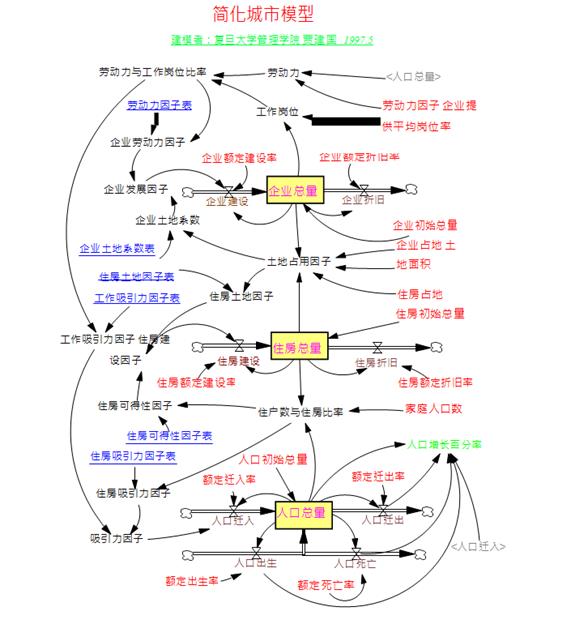 简化城市模型
建模者：复旦大学管理学院 贾建国 1997.5
劳动力与工作岗位比率
劳动力
<人口总量>
劳动力因子表
工作岗位
劳动力因子 企业提
供平均岗位率
企业劳动力因子
企业额定建设率
企业额定折旧率
企业发展因子
企业总量
企业建设
企业折旧
企业土地系数
企业初始总量
企业土地系数表
企业占地 土
土地占用因子
地面积
住房土地因子表
工作吸引力因子表
住房土地因子
住房占地
住房初始总量
工作吸引力因子
住房建
设因子
住房总量
住房建设
住房折旧
住房额定建设率
住房额定折旧率
住房可得性因子
住户数与住房比率
家庭人口数
住房可得性因子表
人口增长百分率
住房吸引力因子表
人口初始总量
额定迁入率
额定迁出率
住房吸引力因子
人口总量
人口迁入
人口迁出
吸引力因子
<人口迁入>
人口出生
人口死亡
额定出生率
额定死亡率